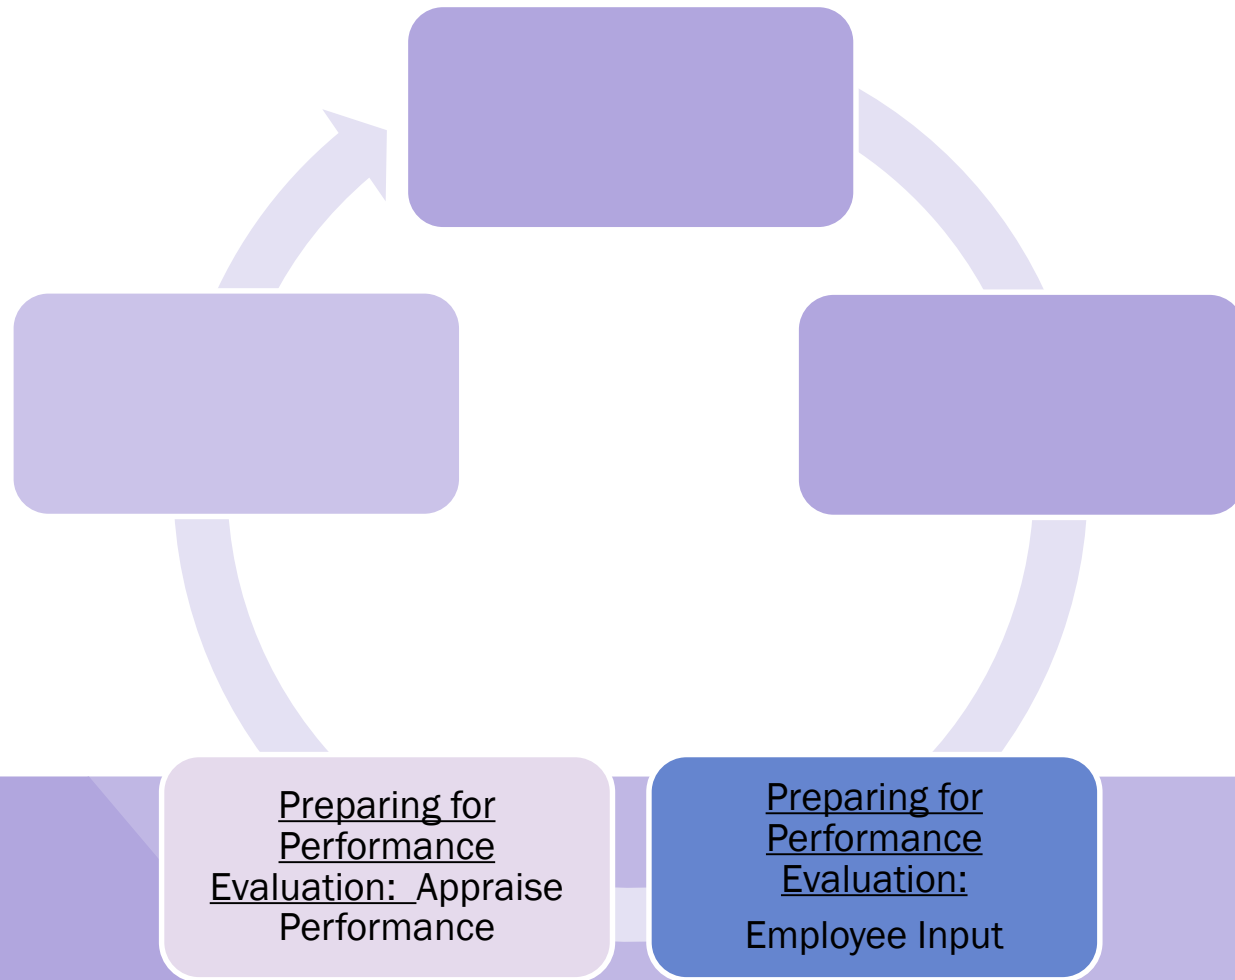 Preparing for
Performance
Evaluation: Appraise
Performance
Preparing for
Performance
Evaluation:
Employee Input